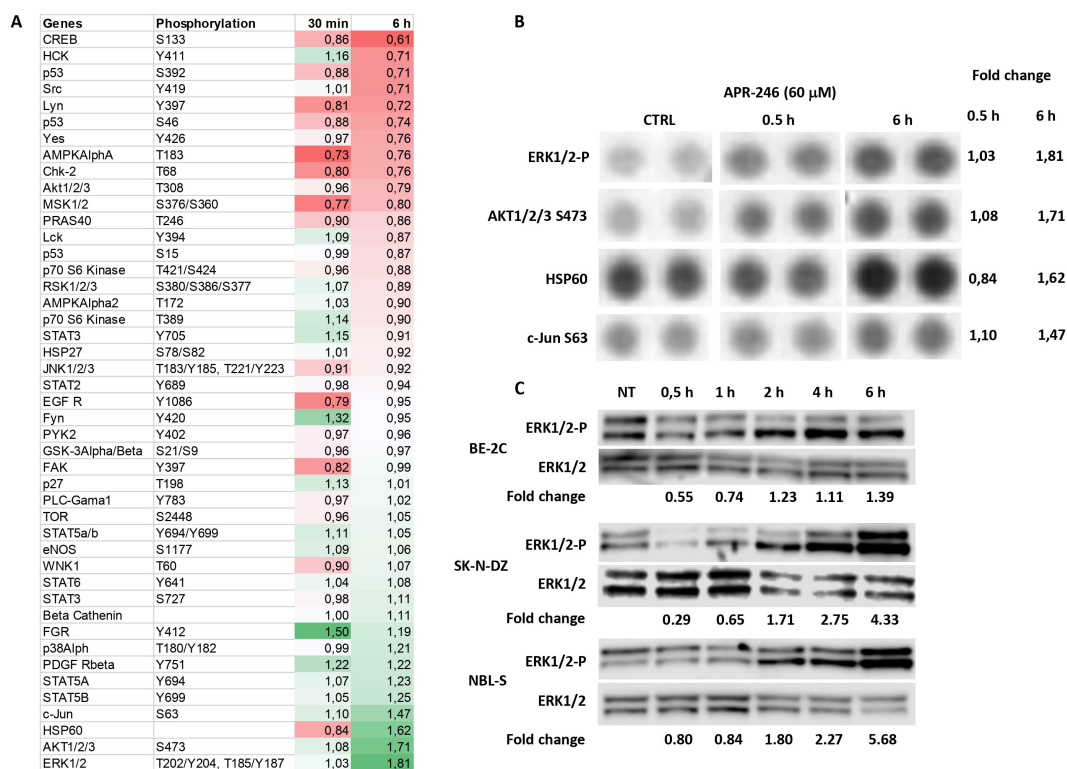 A
Genes Phosphorylation 30 min 6 h
CREB S133 0,86 0,61
HCK Y411 1,16 0,71
p53 S392 0,88 0,71
Src Y419 1,01 0,71
Lyn Y397 0,81 0,72
p53 S46 0,88 0,74
Yes Y426 0,97 0,76
AMPKAlphA T183 0,73 0,76
Chk-2 T68 0,80 0,76
Akt1/2/3 T308 0,96 0,79
MSK1/2 S376/S360 0,77 0,80
PRAS40 T246 0,90 0,86
Lck Y394 1,09 0,87
p53 S15 0,99 0,87
p70 S6 Kinase T421/S424 0,96 0,88
RSK1/2/3 S380/S386/S377 1,07 0,89
AMPKAlpha2 T172 1,03 0,90
p70 S6 Kinase T389 1,14 0,90
STAT3 Y705 1,15 0,91
HSP27 S78/S82 1,01 0,92
JNK1/2/3 T183/Y185, T221/Y223 0,91 0,92
STAT2 Y689 0,98 0,94
EGF R Y1086 0,79 0,95
Fyn Y420 1,32 0,95
PYK2 Y402 0,97 0,96
GSK-3Alpha/Beta S21/S9 0,96 0,97
FAK Y397 0,82 0,99
p27 T198 1,13 1,01
PLC-Gama1 Y783 0,97 1,02
TOR S2448 0,96 1,05
STAT5a/b Y694/Y699 1,11 1,05
eNOS S1177 1,09 1,06
WNK1 T60 0,90 1,07
STAT6 Y641 1,04 1,08
STAT3 S727 0,98 1,11
Beta Cathenin 1,00 1,11
FGR Y412 1,50 1,19
p38Alph T180/Y182 0,99 1,21
PDGF Rbeta Y751 1,22 1,22
STAT5A Y694 1,07 1,23
STAT5B Y699 1,05 1,25
c-Jun S63 1,10 1,47
HSP60 0,84 1,62
AKT1/2/3 S473 1,08 1,71
ERK1/2 T202/Y204, T185/Y187 1,03 1,81
B
Fold change
APR-246 (60 µM)
CTRL 0.5 h 6 h 0.5 h 6 h
ERK1/2-P 1,03 1,81
AKT1/2/3 S473 1,08 1,71
HSP60 0,84 1,62
c-Jun S63 1,10 1,47
C
NT 0,5 h 1 h 2 h 4 h 6 h
ERK1/2-P
BE-2C
ERK1/2
Fold change 0.55 0.74 1.23 1.11 1.39
ERK1/2-P
SK-N-DZ
ERK1/2
0.29 0.65 1.71 2.75 4.33
Fold change
ERK1/2-P
NBL-S
ERK1/2
Fold change 0.80 0.84 1.80 2.27 5.68